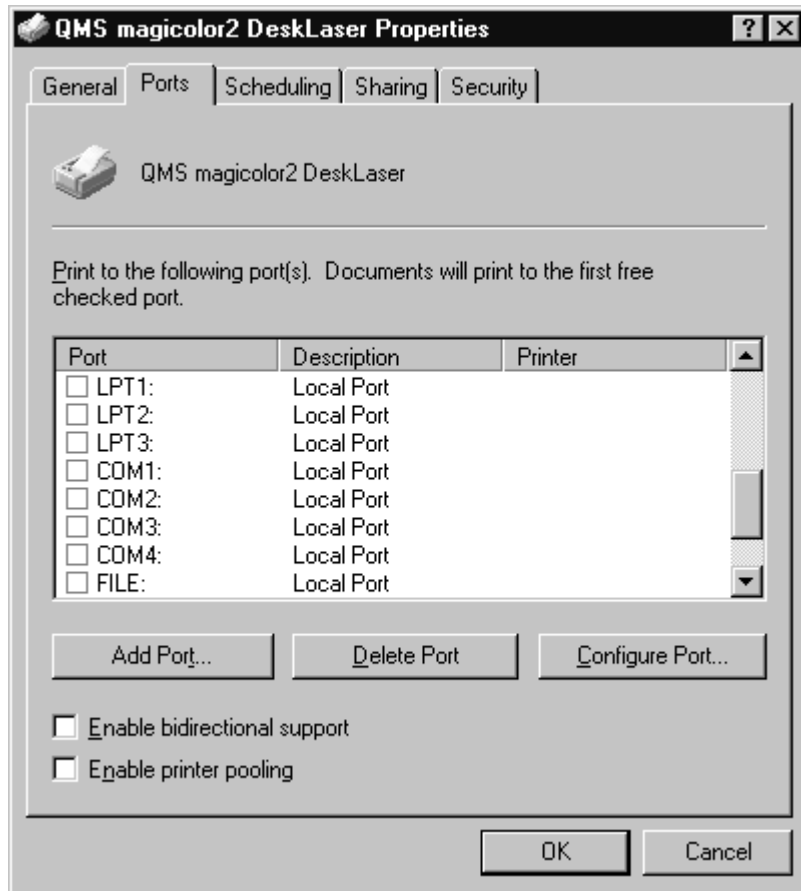 QMS magicolor2 DeskLaser Properties ? X
General Ports Scheduling Sharing Security
QMS magicolor2 DeskLaser
Print to the following port(s). Documents will print to the first free
checked port.
Port Description Printer
LPT1: Local Port
LPT2: Local Port
LPT3: Local Port
COM1: Local Port
COM2: Local Port
COM3: Local Port
COM4: Local Port
FILE: Local Port
Add Port... Delete Port Configure Port...
Enable bidirectional support
Enable printer pooling
OK Cancel